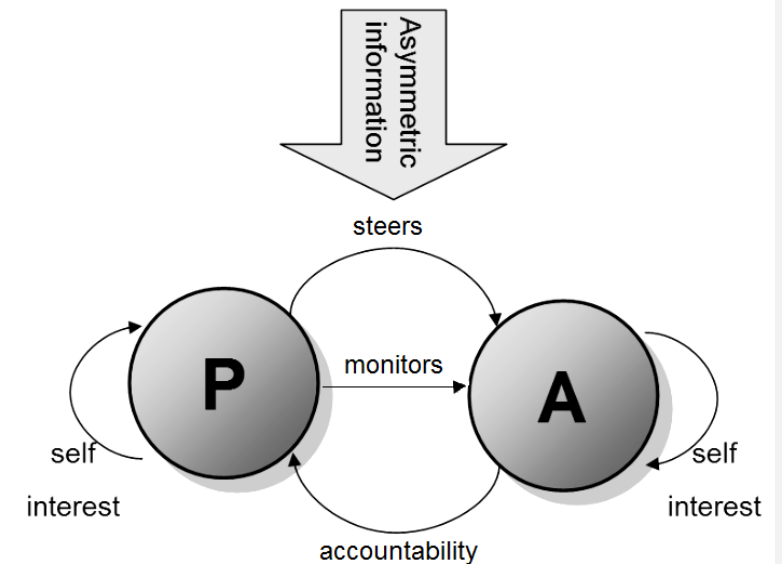 Asymmetric
information
steers
P
monitors
A
self
interest
self
interest
accountability